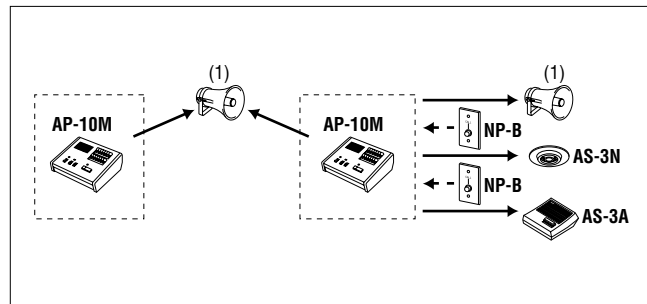 (1)
(1)
AP-10M
AP-10M
NP-B
AS-3N
NP-B
AS-3A